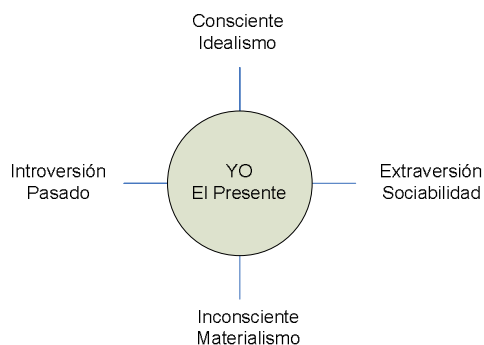 Consciente
Idealismo
Introversión
Pasado
YO
El Presente
Extraversión
Sociabilidad
Inconsciente
Materialismo